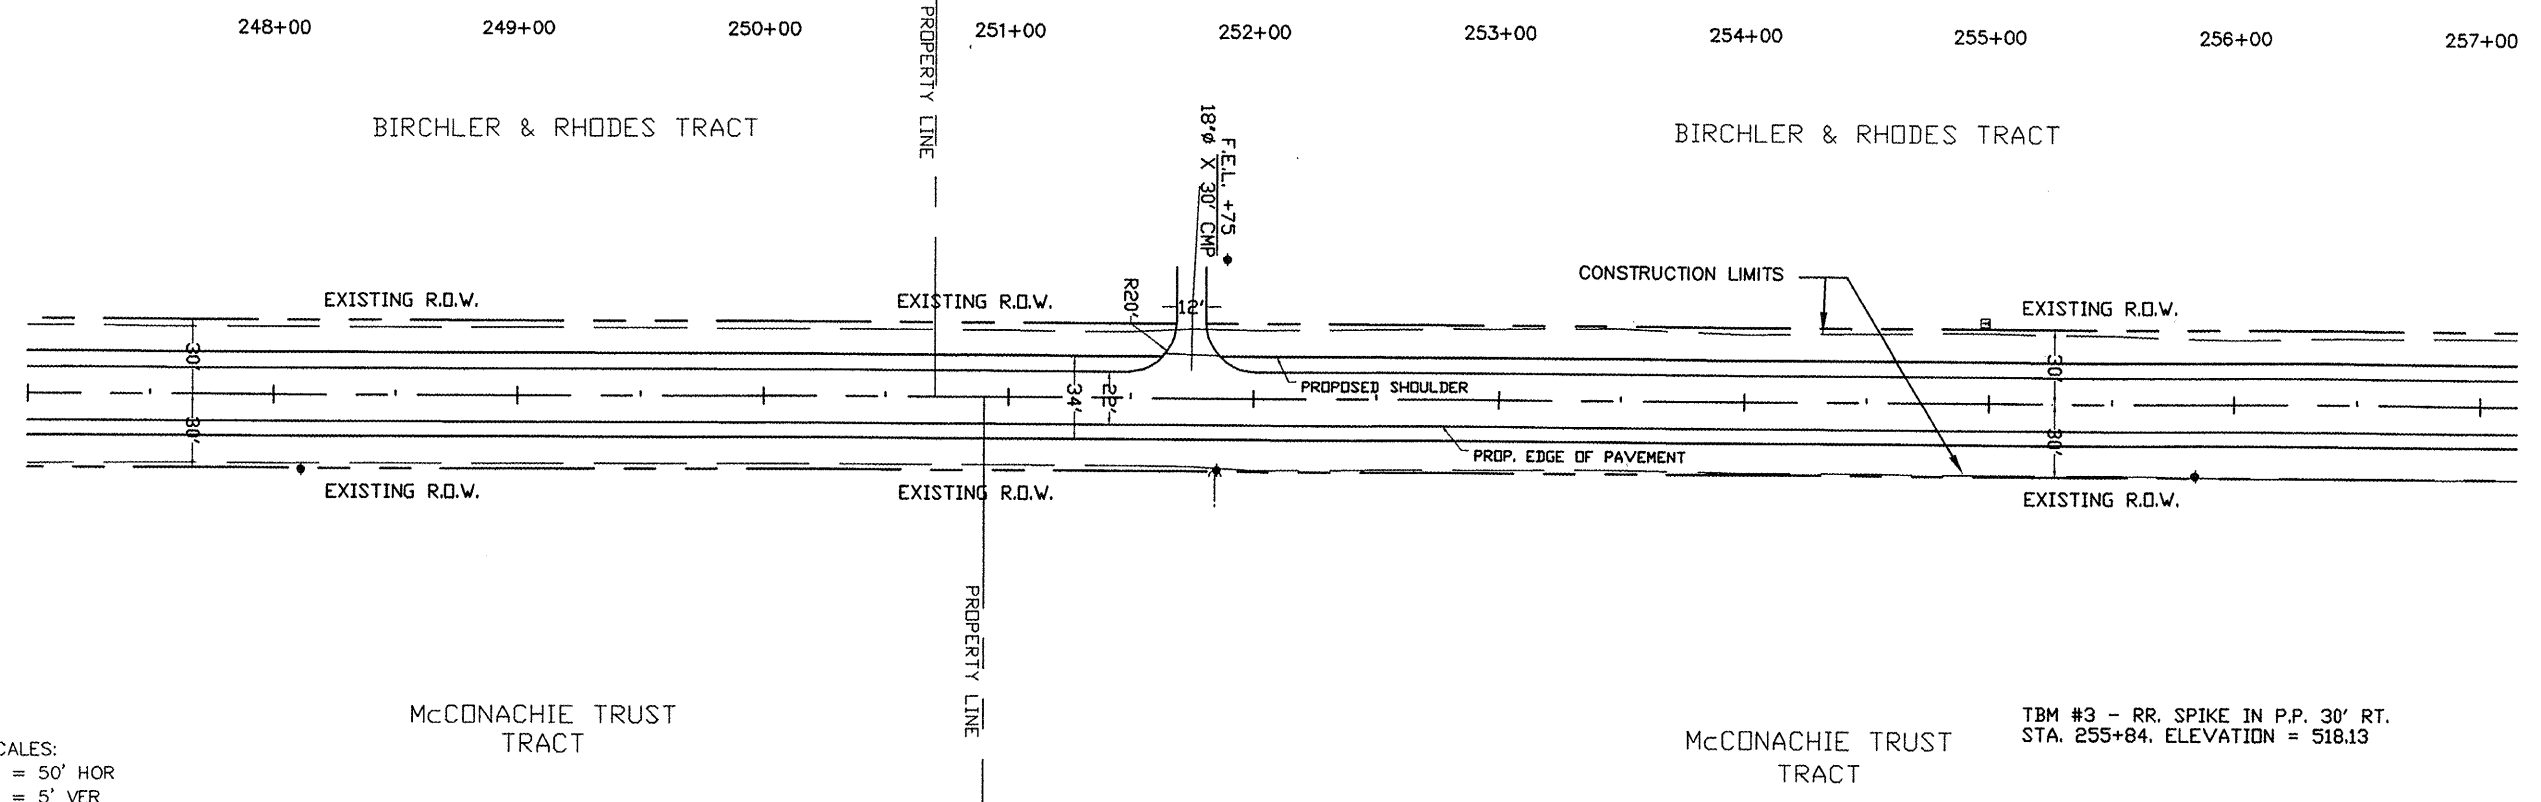 248+00 249+00 250+00 251+00 252+00 253+00 254+00 255+00 256+00 257+00
PROPERTY LINE
BIRCHLER & RHODES TRACT
BIRCHLER & RHODES TRACT
F.E.L. +75
18"ø X 30' CMP
CONSTRUCTION LIMITS
EXISTING R.O.W.
EXISTING R.O.W.
R20'
12'
EXISTING R.O.W.
30'
30'
34'
22'
PROPOSED SHOULDER
30'
30'
PROP. EDGE OF PAVEMENT
EXISTING R.O.W.
EXISTING R.O.W.
EXISTING R.O.W.
PROPERTY LINE
McCONACHIE TRUST
TRACT
McCONACHIE TRUST
TRACT
TBM #3 - RR. SPIKE IN P.P. 30' RT.
STA. 255+84. ELEVATION = 518.13
CALES:
= 50' HOR
= 5' VER